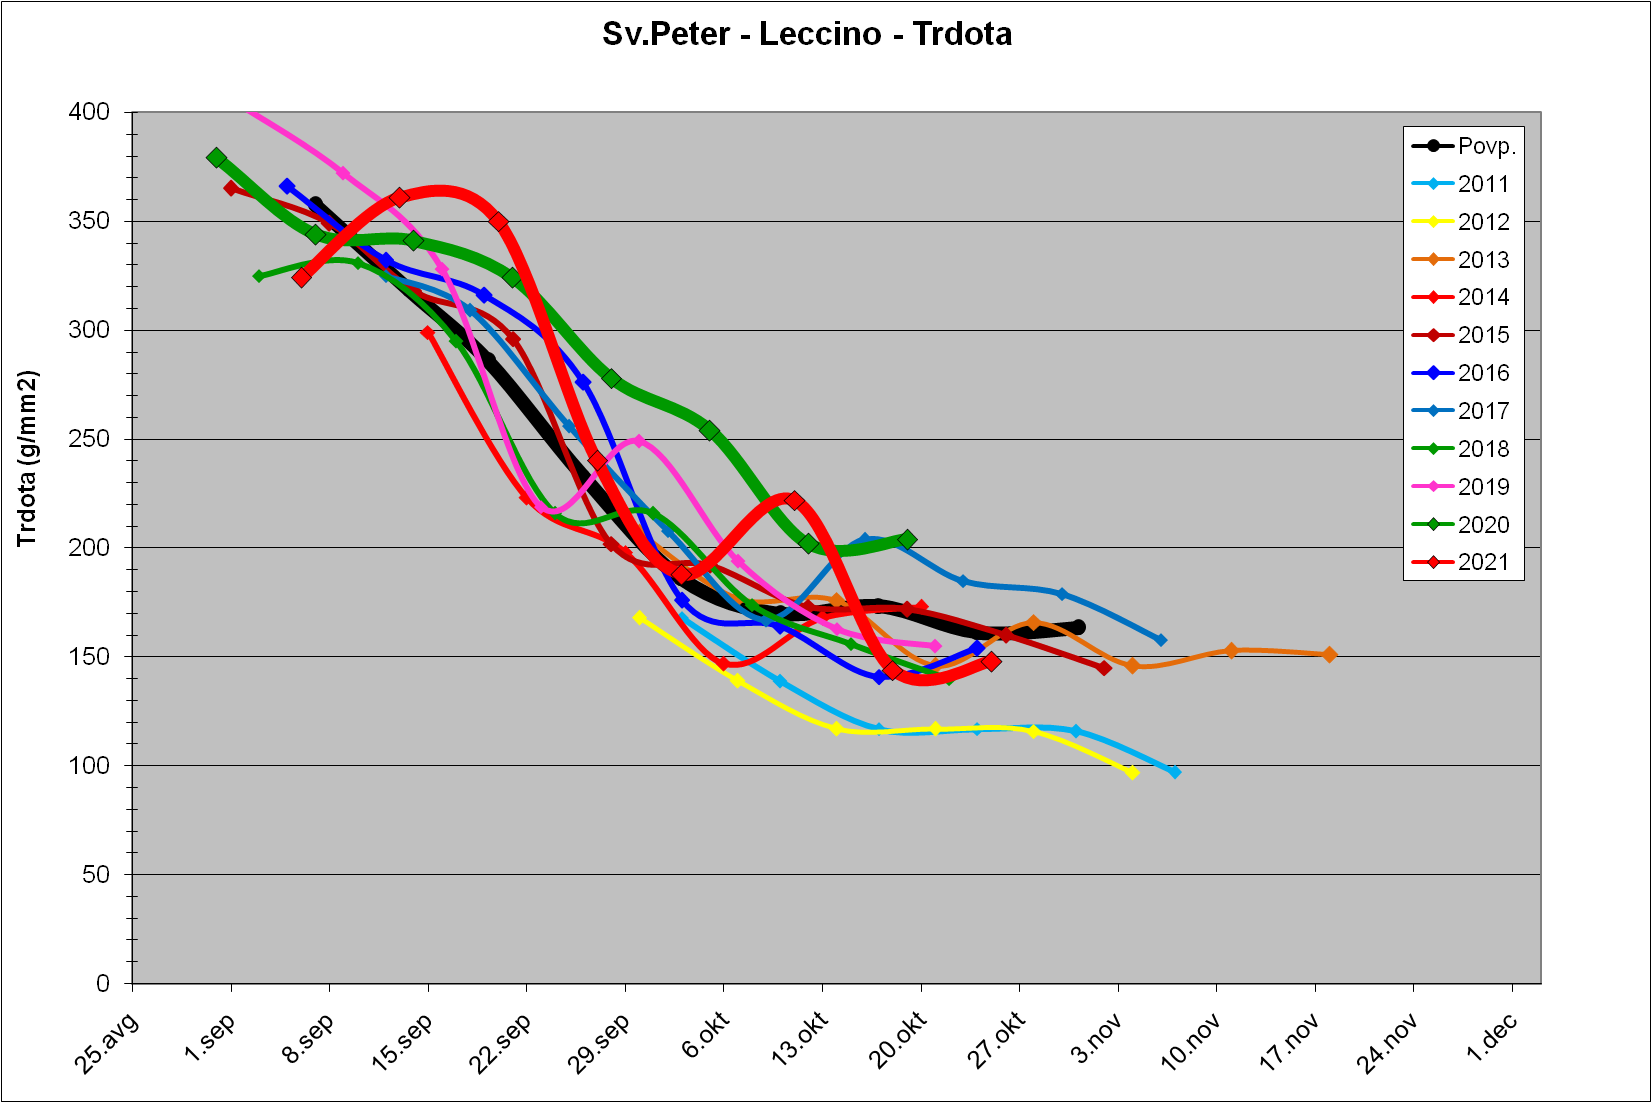 Sv.Peter - Leccino - Trdota
Trdota (g/mm2)
400
350
300
250
200
150
100
50
0
25.avg
1.sep
8.sep
15.sep
22.sep
29.sep
6.okt
13.okt
20.okt
27.okt
3.nov
10.nov
17.nov
24.nov
1.dec
Povp.
2011
2012
2013
2014
2015
2016
2017
2018
2019
2020
2021